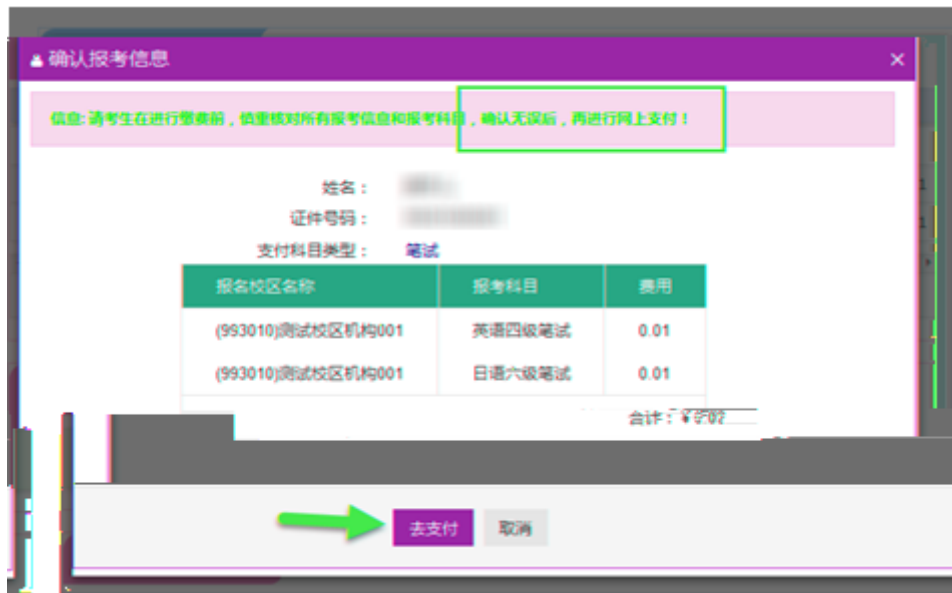 确认报考信息
信息: 请考生在进行缴费前，慎重核对所有报考信息和报考科目，确认无误后，再进行网上支付！
姓名：
证件号码：
支付科目类型： 笔试
报名校区名称 报考科目 费用
(993010)测试校区机构001 英语四级笔试 0.01
(993010)测试校区机构001 日语六级笔试 0.01
合计：￥
去支付 取消